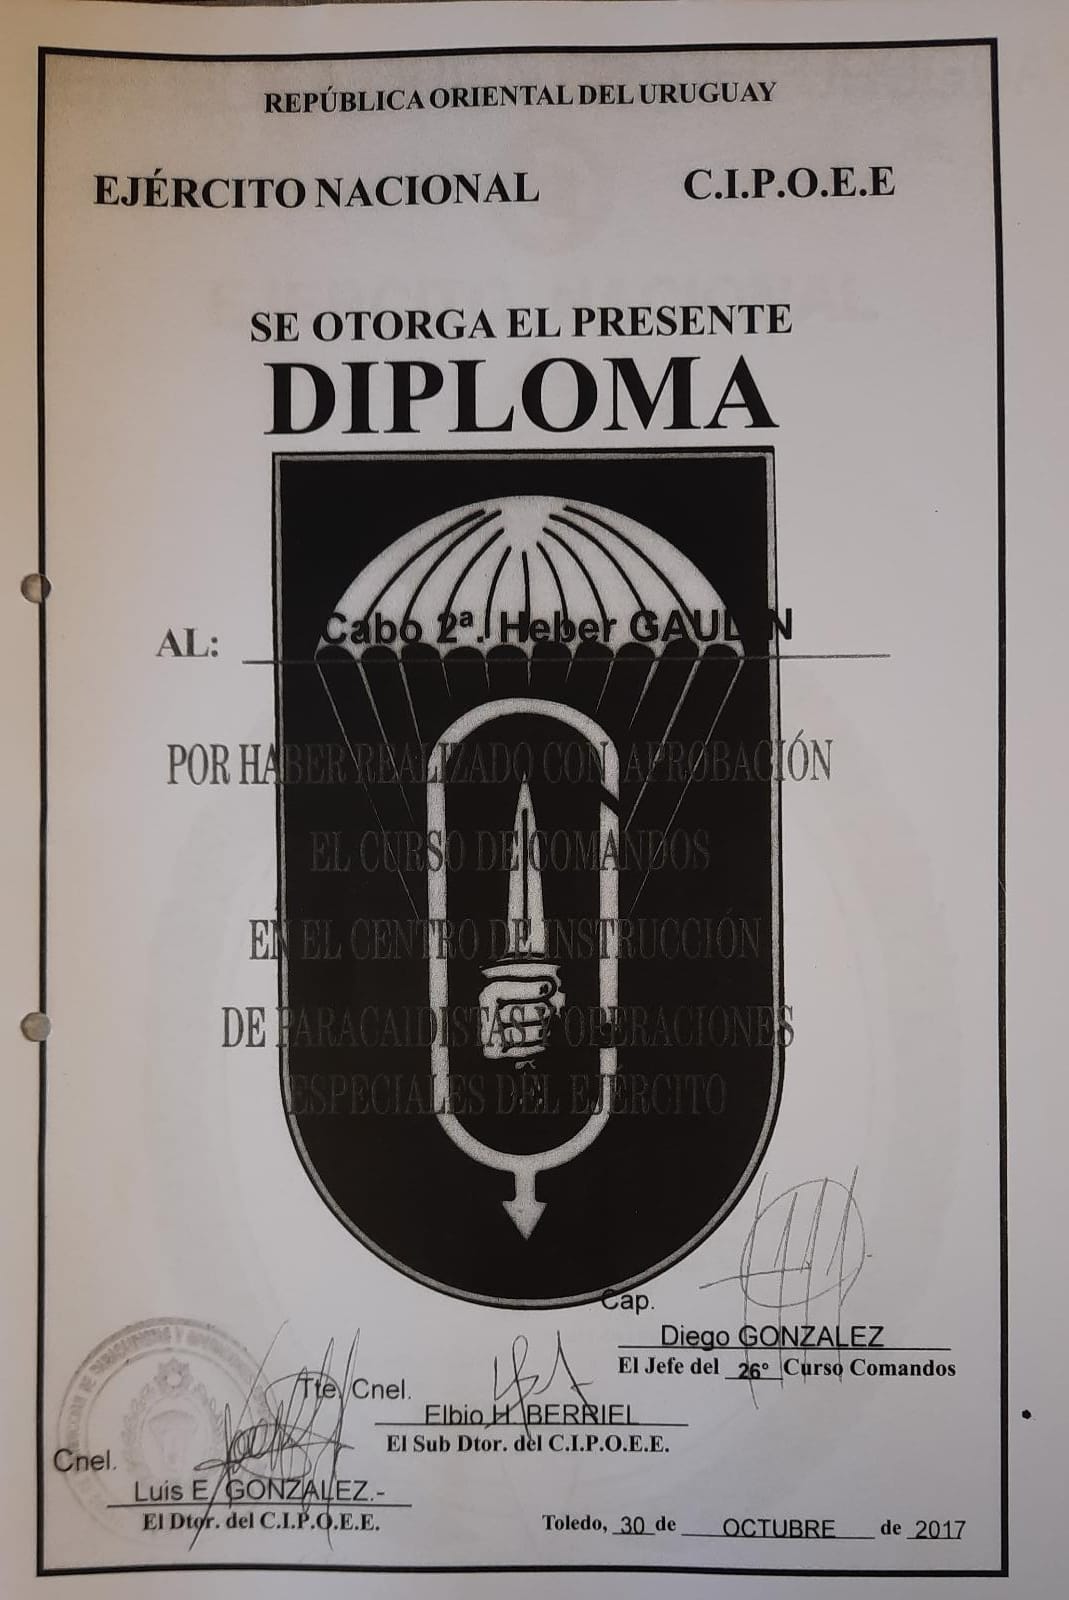 REPÚBLICA ORIENTAL DEL URUGUAY
EJÉRCITO NACIONAL C.I.P.O.E.E
SE OTORGA EL PRESENTE
DIPLOMA
AL: Cabo 2ª. Heber
POR HABER REALIZADO CON APROBACIÓN
EL CURSO DE COMANDOS
EN EL CENTRO DE INSTRUCCIÓN
DE PARACAIDISTAS Y OPERACIONES
ESPECIALES DEL EJÉRCITO
Cap.
Diego GONZALEZ
El Jefe del 26° Curso Comandos
Tte. Cnel.
Elbio H. BERRIEL
El Sub Dtor. del C.I.P.O.E.E.
Cnel.
Luis E. GONZALEZ.-
El Dtor. del C.I.P.O.E.E.
Toledo, 30 de OCTUBRE de 2017